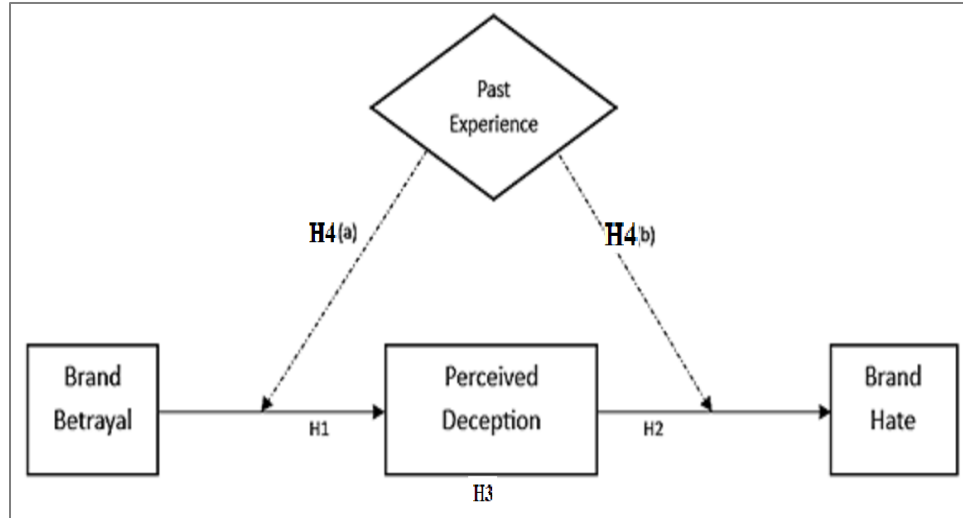 Past
Experience
H4(a)
H4(b)
Brand
Betrayal
H1
Perceived
Deception
H2
Brand
Hate
H3